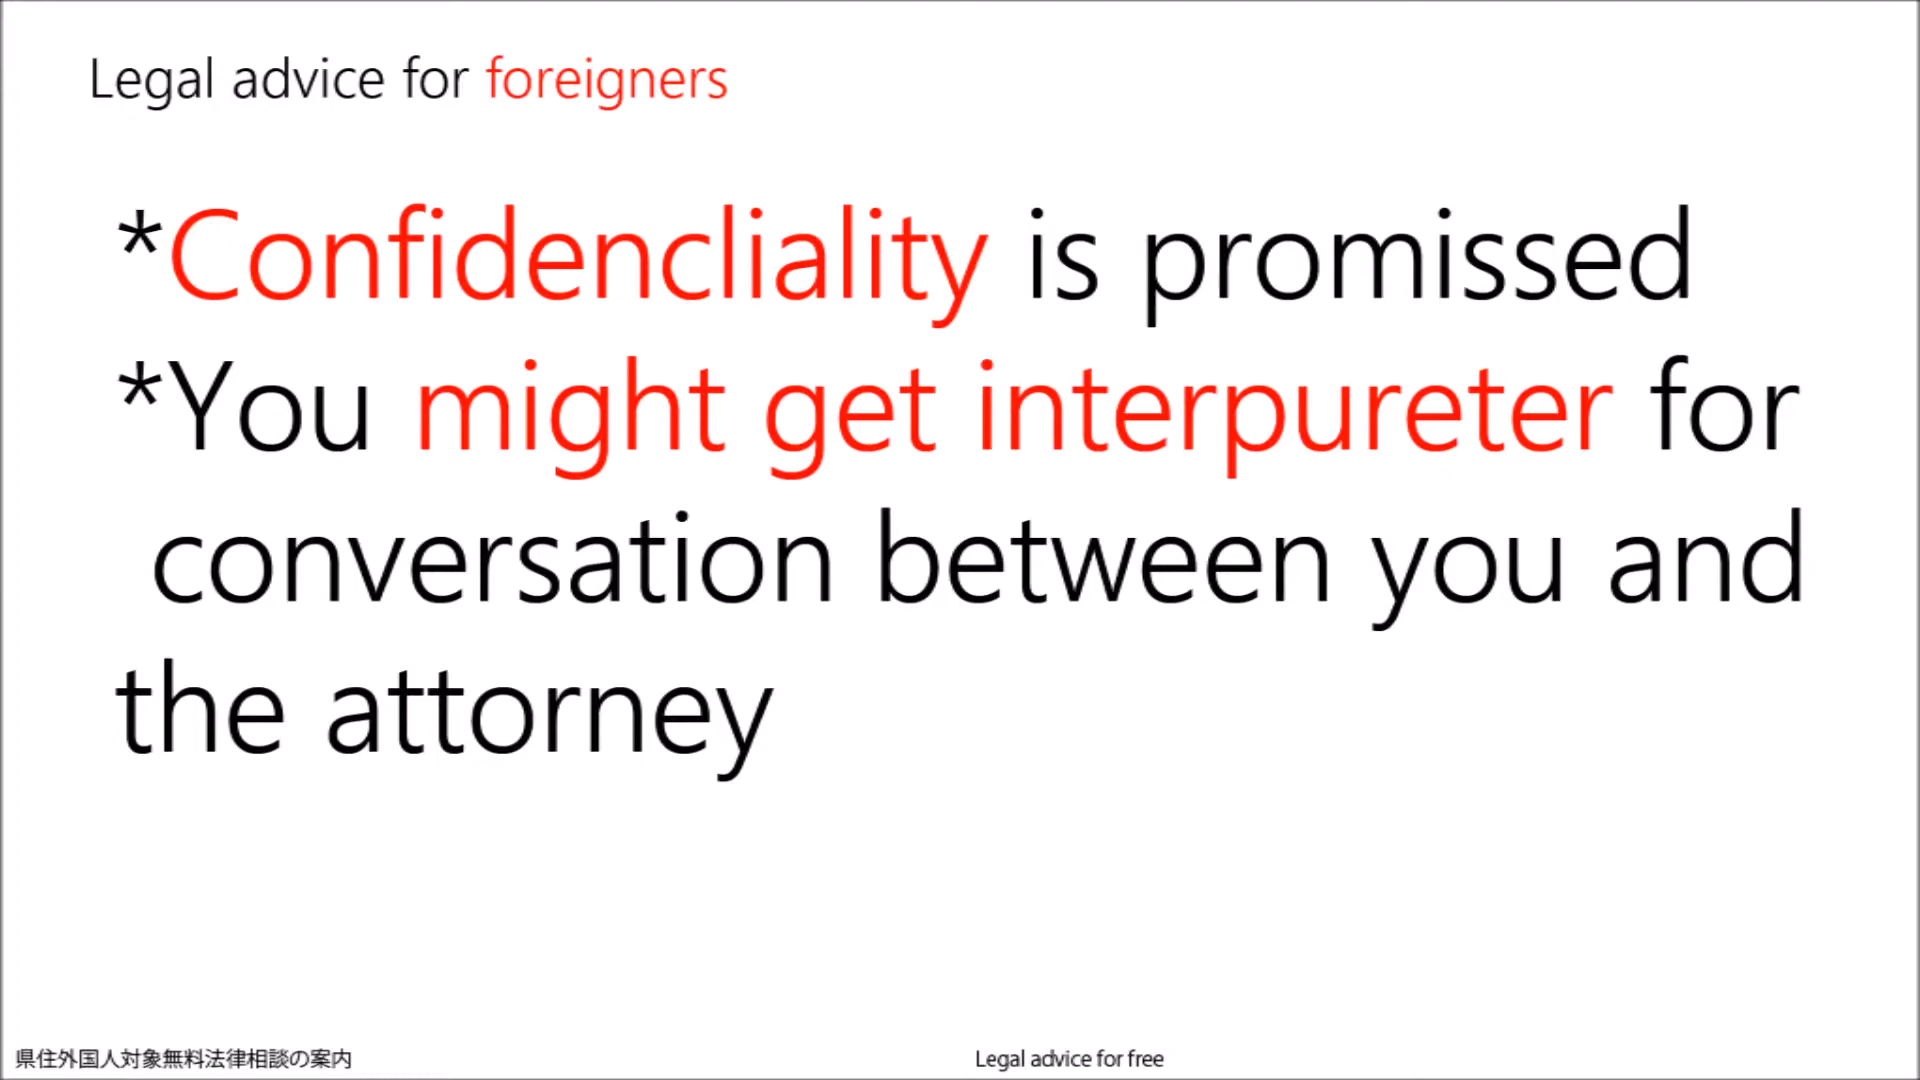 Legal advice for foreigners
*Confidencliality is promissed
*You might get interpureter for
conversation between you and
the attorney
県住外国人対象無料法律相談の案内
Legal advice for free